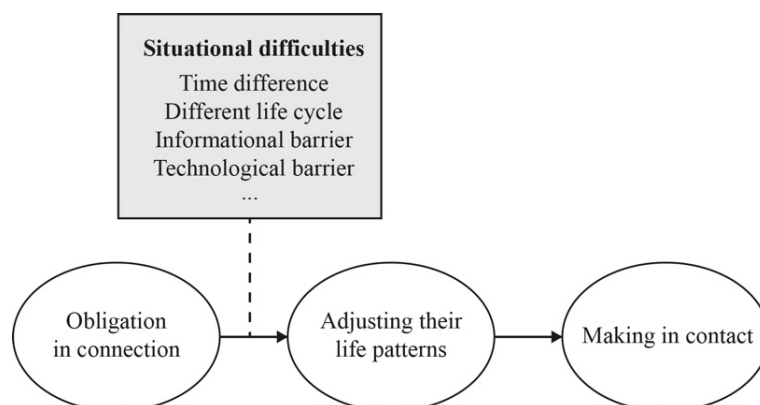 Situational difficulties
Time difference
Different life cycle
Informational barrier
Technological barrier
...
Obligation
in connection
Adjusting their
life patterns
Making in contact